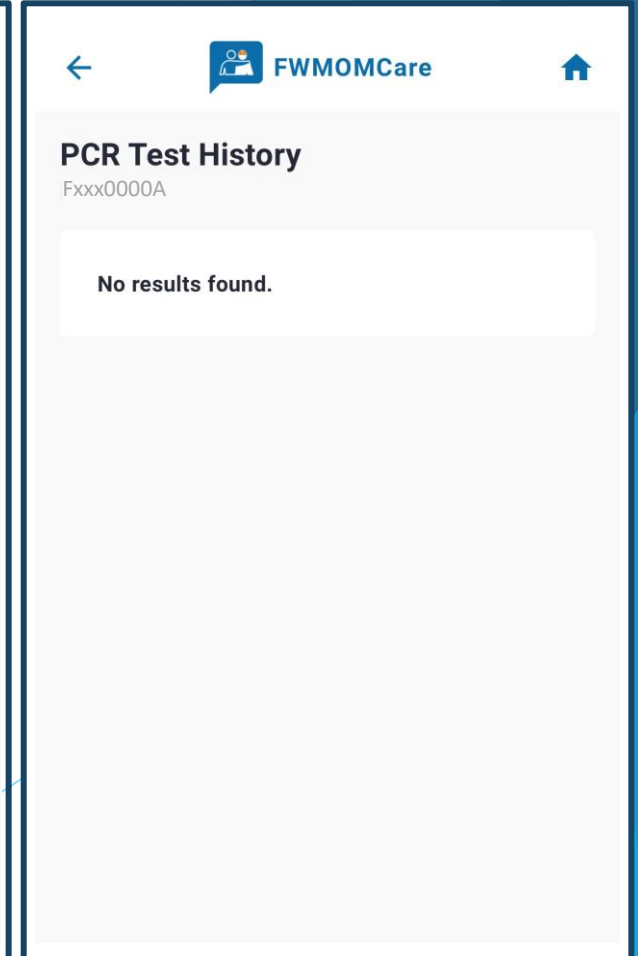 FWMOMCare
PCR Test History
Fxxx0000A
No results found.